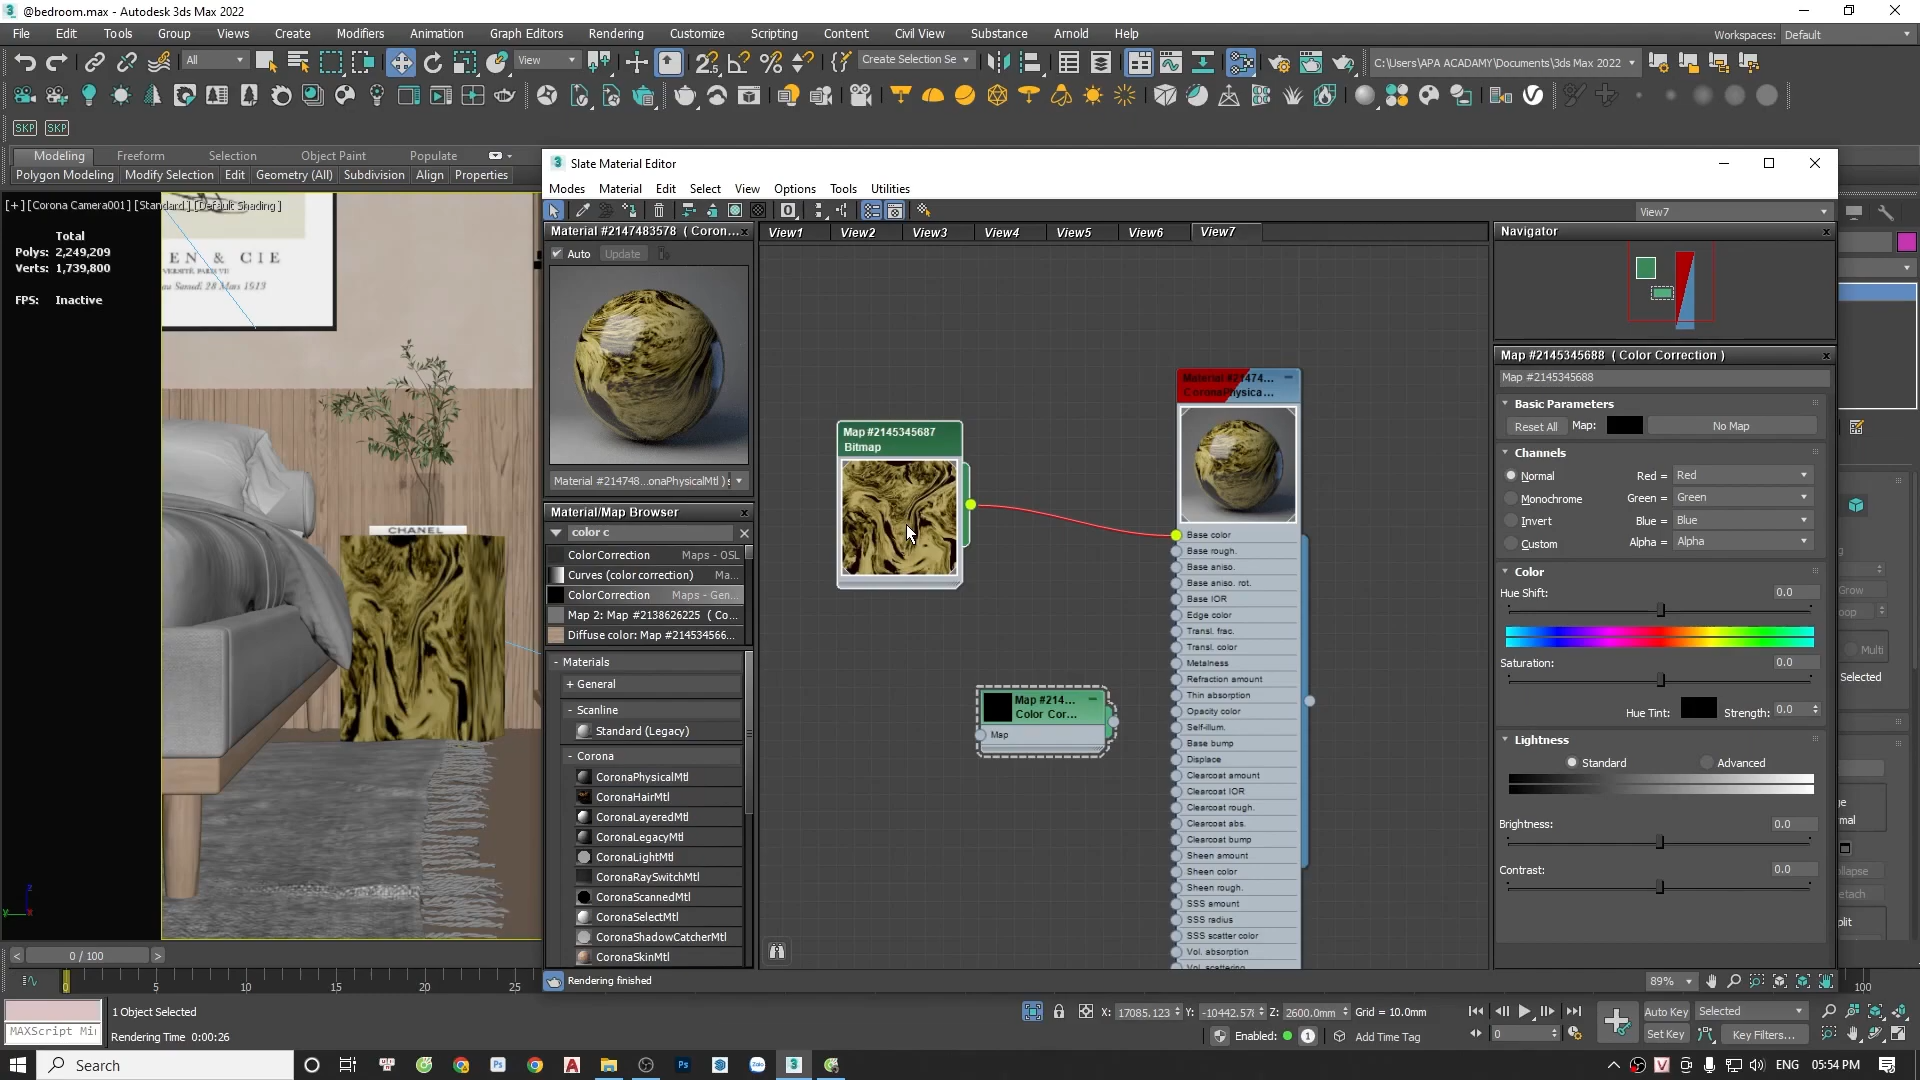 @bedroom.max - Autodesk 3ds Max 2022
File Edit Tools Group Views Create Modifiers Animation Graph Editors Rendering Customize Scripting Content Civil View Substance Arnold Help
Workspaces: Default
All
View
Create Selection Se
C:\Users\APA ACADAMY\Documents\3ds Max 2022
SKP SKP
Modeling Freeform Selection Object Paint Populate
Polygon Modeling Modify Selection Edit Geometry (All) Subdivision Align Properties
[+] [Corona Camera001] [Standard] [Default Shading]
Total
Polys: 2,249,209
Verts: 1,739,800
FPS: Inactive
EN & CIE
CHANEL
Slate Material Editor
Modes Material Edit Select View Options Tools Utilities
View7
Material #2147483578 ( Coron...
Auto Update
Material #214748...onaPhysicalMtl )
Material/Map Browser
color c
ColorCorrection Maps - OSL
Curves (color correction) Ma...
ColorCorrection Maps - Gen...
Map 2: Map #2138626225 ( Co...
Diffuse color: Map #214534566...
- Materials
+ General
- Scanline
Standard (Legacy)
- Corona
CoronaPhysicalMtl
CoronaHairMtl
CoronaLayeredMtl
CoronaLegacyMtl
CoronaLightMtl
CoronaRaySwitchMtl
CoronaScannedMtl
CoronaSelectMtl
CoronaShadowCatcherMtl
CoronaSkinMtl
View1 View2 View3 View4 View5 View6 View7
Map #2145345687
Bitmap
Map #214...
Color Cor...
Map
Material #21474...
CoronaPhysica...
Base color
Base rough.
Base aniso.
Base aniso. rot.
Base IOR
Edge color
Transl. frac.
Transl. color
Metalness
Refraction amount
Thin absorption
Opacity color
Self-illum.
Base bump
Displace
Clearcoat amount
Clearcoat IOR
Clearcoat rough.
Clearcoat abs.
Clearcoat bump
Sheen amount
Sheen color
Sheen rough.
SSS amount
SSS radius
SSS scatter color
Vol. absorption
Vol. scattering
Navigator
Map #2145345688 ( Color Correction )
Map #2145345688
Basic Parameters
Reset All Map: No Map
Channels
Normal Red = Red
Monochrome Green = Green
Invert Blue = Blue
Custom Alpha = Alpha
Color
Hue Shift: 0.0
Saturation: 0.0
Hue Tint: Strength: 0.0
Lightness
Standard Advanced
Brightness: 0.0
Contrast: 0.0
Grow
Multi
Selected
Rendering finished
89%
0 / 100
0 5 10 15 20 25 100
1 Object Selected
Rendering Time 0:00:26
MAXScript Mi
X: 17085.123 Y: -10442.57 Z: 2600.0mm Grid = 10.0mm
Enabled: 1 Add Time Tag
0
Auto Key Selected
Set Key Key Filters...
Search
ENG 05:54 PM